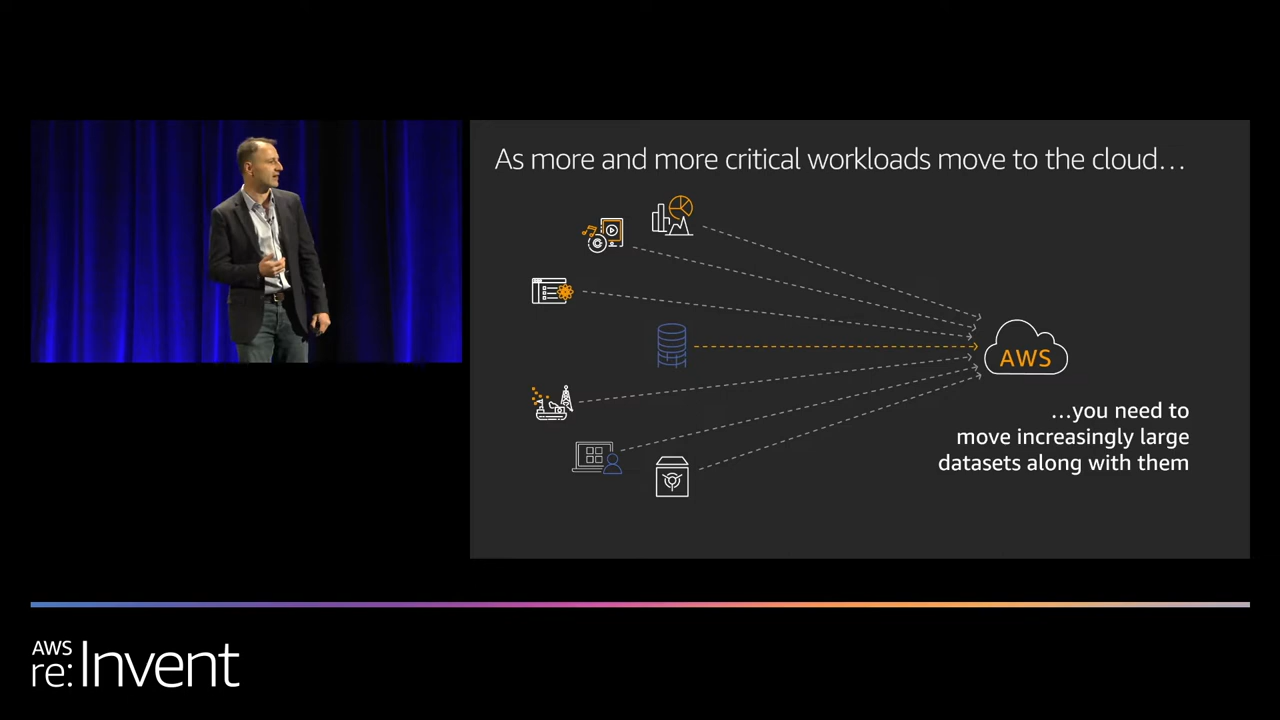 As more and more critical workloads move to the cloud…
AWS
…you need to
move increasingly large
datasets along with them
AWS
re:Invent